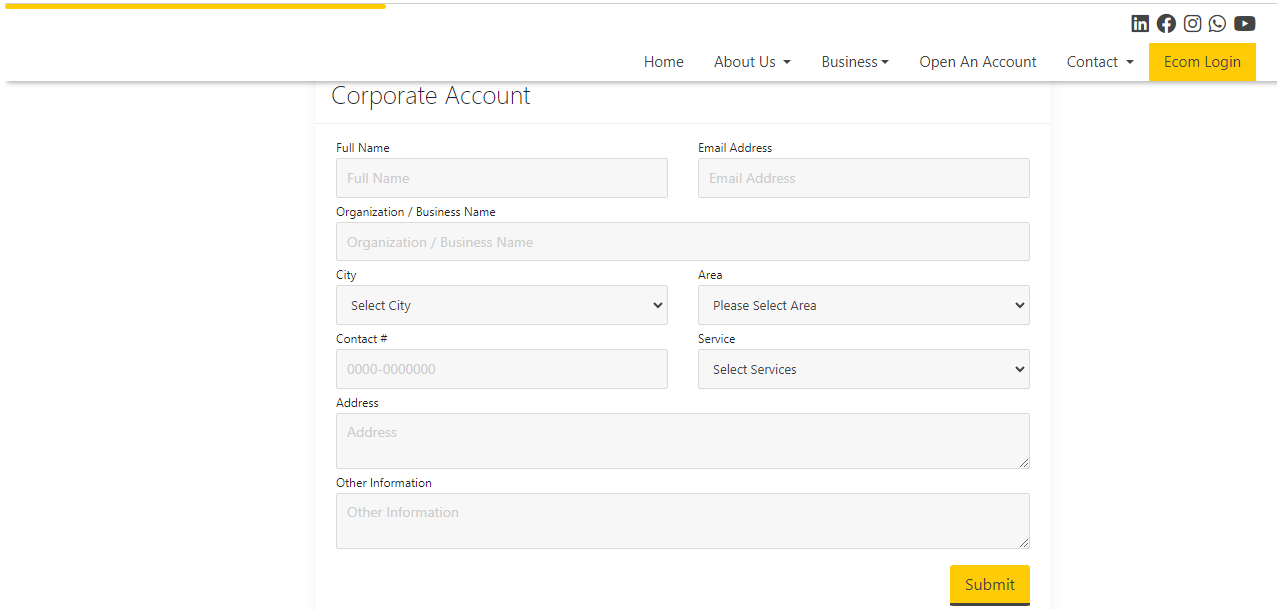 Home About Us Business Open An Account Contact Ecom Login
Corporate Account
Full Name Email Address
Full Name Email Address
Organization / Business Name
Organization / Business Name
City Area
Select City Please Select Area
Contact # Service
0000-0000000 Select Services
Address
Address
Other Information
Other Information
Submit